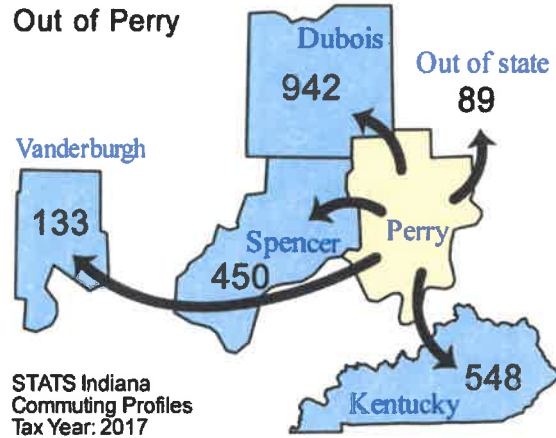 Out of Perry
Dubois
942
Out of state
89
Vanderburgh
133
Spencer
450
Perry
548
Kentucky
STATS Indiana
Commuting Profiles
Tax Year: 2017